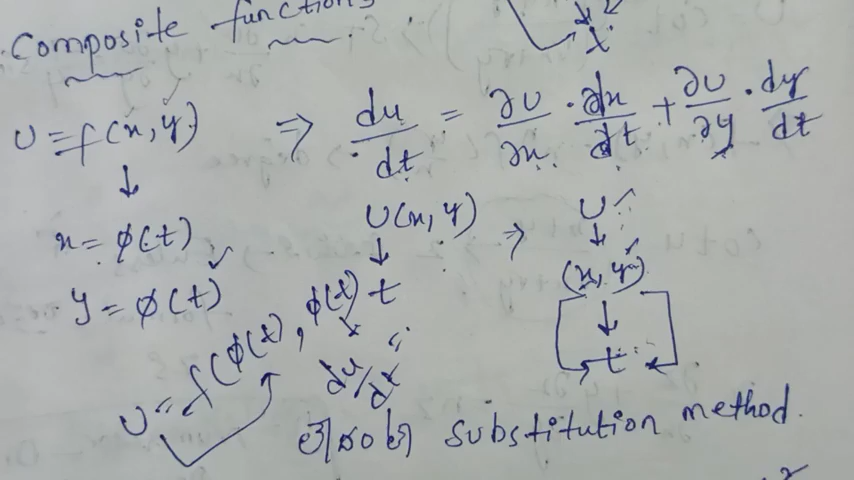 Composite functions
x
U = f(x, y) ⇒ du/dt = ∂U/∂x · dx/dt + ∂U/∂y · dy/dt
↓
x = φ(t)
y = φ(t)
U(x, y) ⇒ U
↓ ↓
t (x, y)
↓
t
U = f(φ(t), φ(t))
du/dt
substitution method.